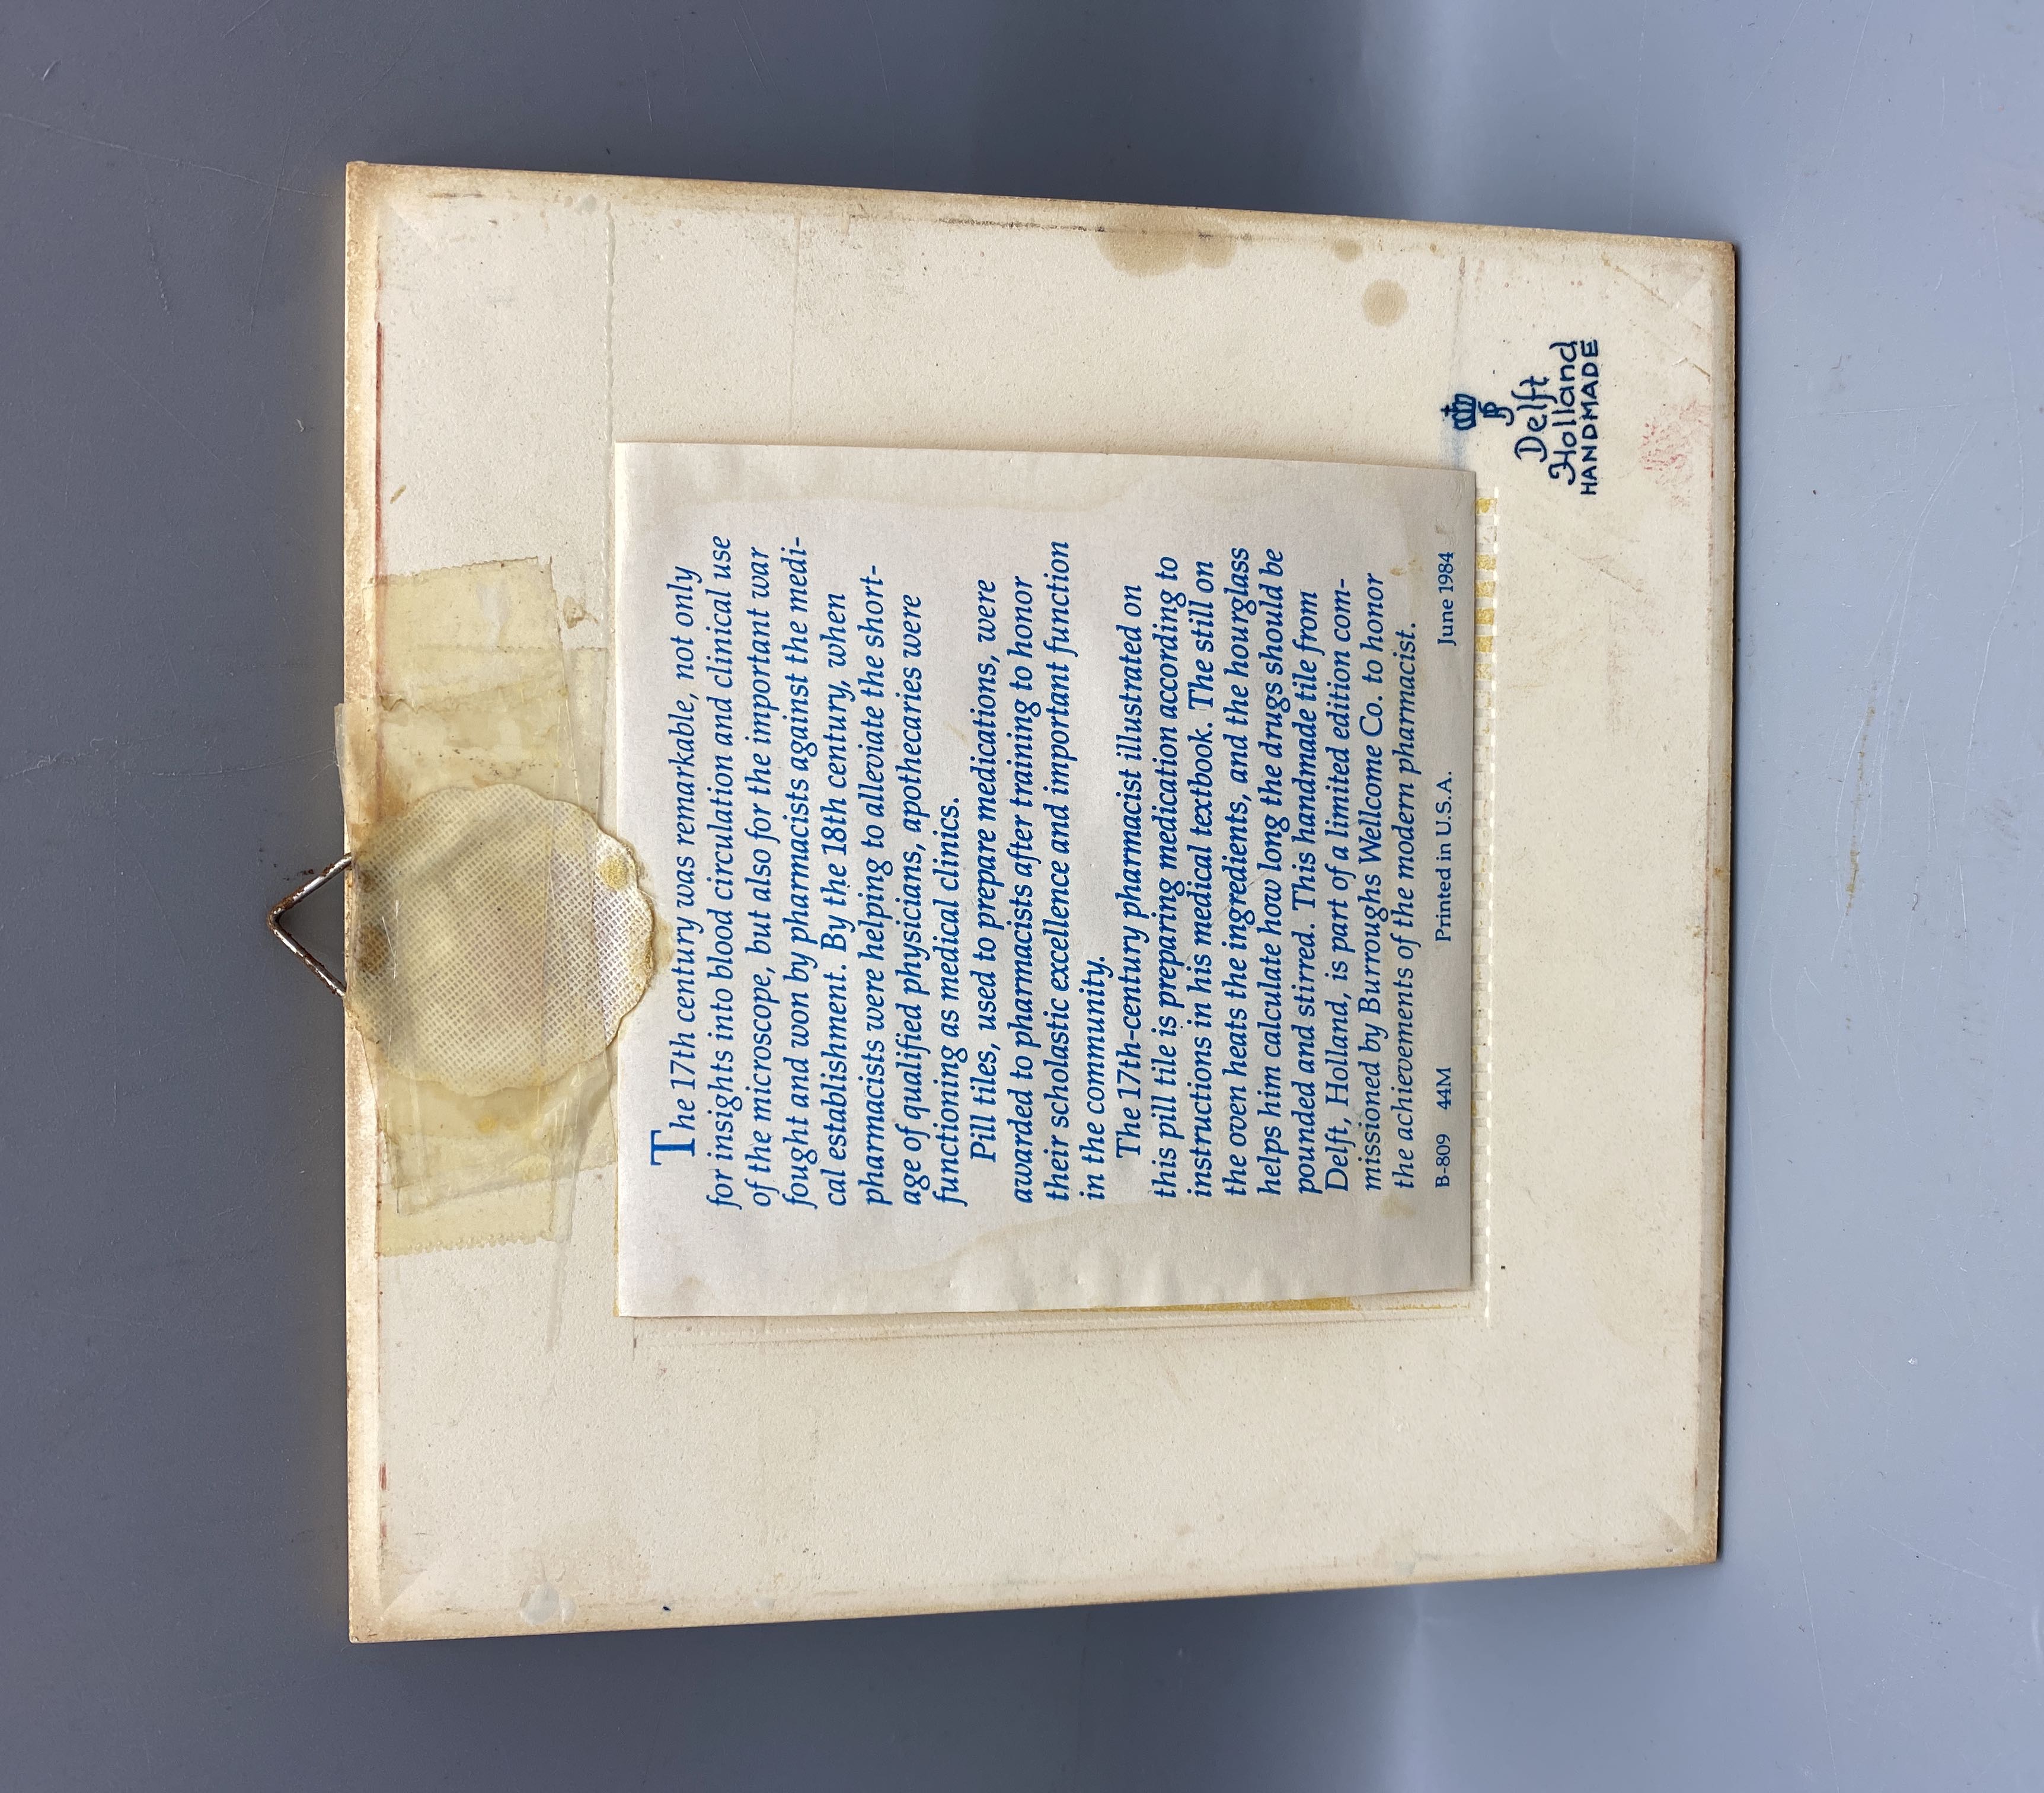 The 17th century was remarkable, not only
for insights into blood circulation and clinical use
of the microscope, but also for the important war
fought and won by pharmacists against the medi-
cal establishment. By the 18th century, when
pharmacists were helping to alleviate the short-
age of qualified physicians, apothecaries were
functioning as medical clinics.
Pill tiles, used to prepare medications, were
awarded to pharmacists after training to honor
their scholastic excellence and important function
in the community.
The 17th-century pharmacist illustrated on
this pill tile is preparing medication according to
instructions in his medical textbook. The still on
the oven heats the ingredients, and the hourglass
helps him calculate how long the drugs should be
pounded and stirred. This handmade tile from
Delft, Holland, is part of a limited edition com-
missioned by Burroughs Wellcome Co. to honor
the achievements of the modern pharmacist.
B-809 44M Printed in U.S.A. June 1984
Delft
Holland
HANDMADE